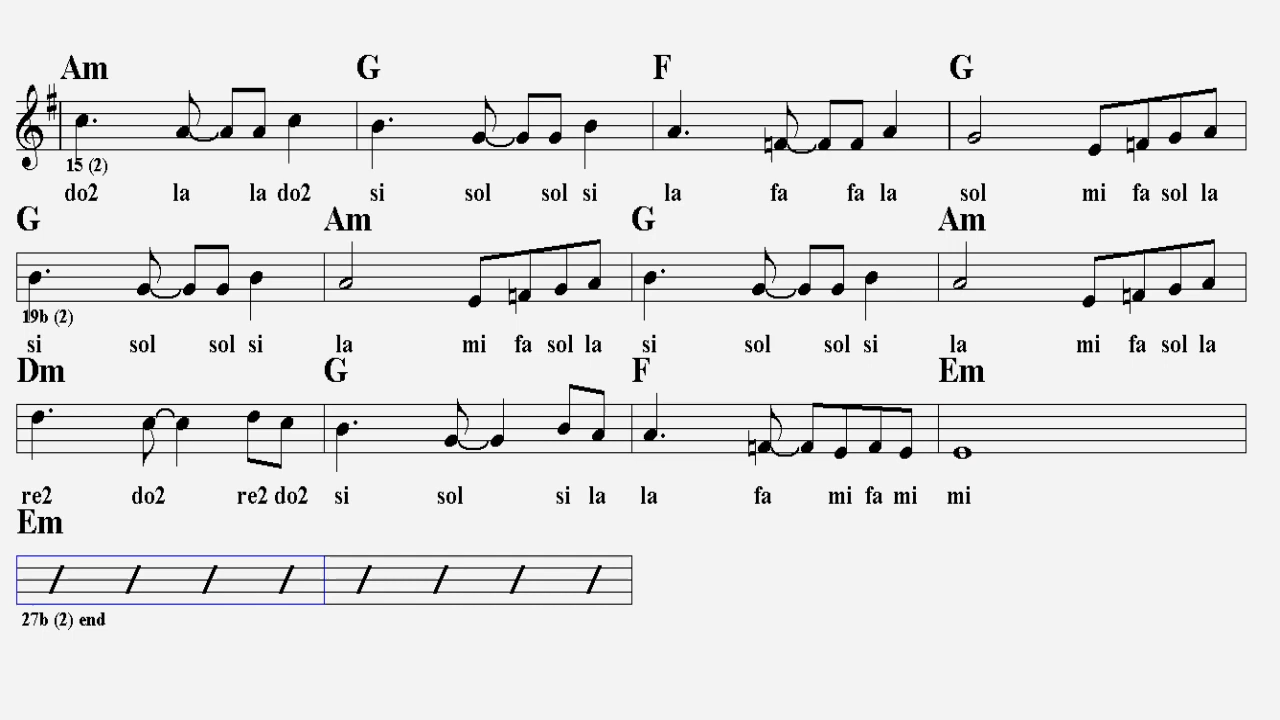 Am G F G
15 (2)
do2 la la do2 si sol sol si la fa fa la sol mi fa sol la
G Am G Am
19b (2)
si sol sol si la mi fa sol la si sol sol si la mi fa sol la
Dm G F Em
re2 do2 re2 do2 si sol si la la fa mi fa mi mi
Em
27b (2) end